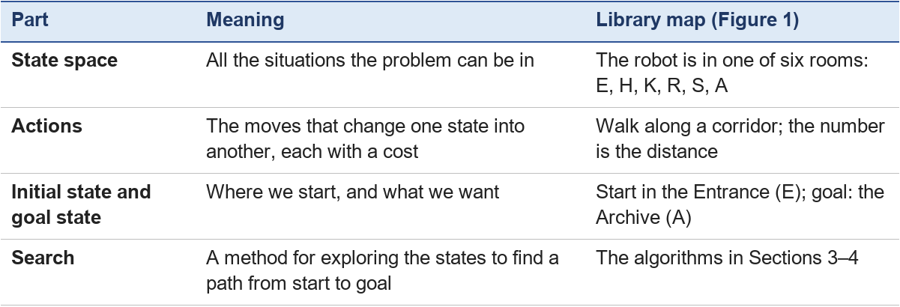 Part Meaning Library map (Figure 1)
State space All the situations the problem can be in The robot is in one of six rooms:
E, H, K, R, S, A
Actions The moves that change one state into Walk along a corridor; the number
another, each with a cost is the distance
Initial state and Where we start, and what we want Start in the Entrance (E); goal: the
goal state Archive (A)
Search A method for exploring the states to find a The algorithms in Sections 3–4
path from start to goal